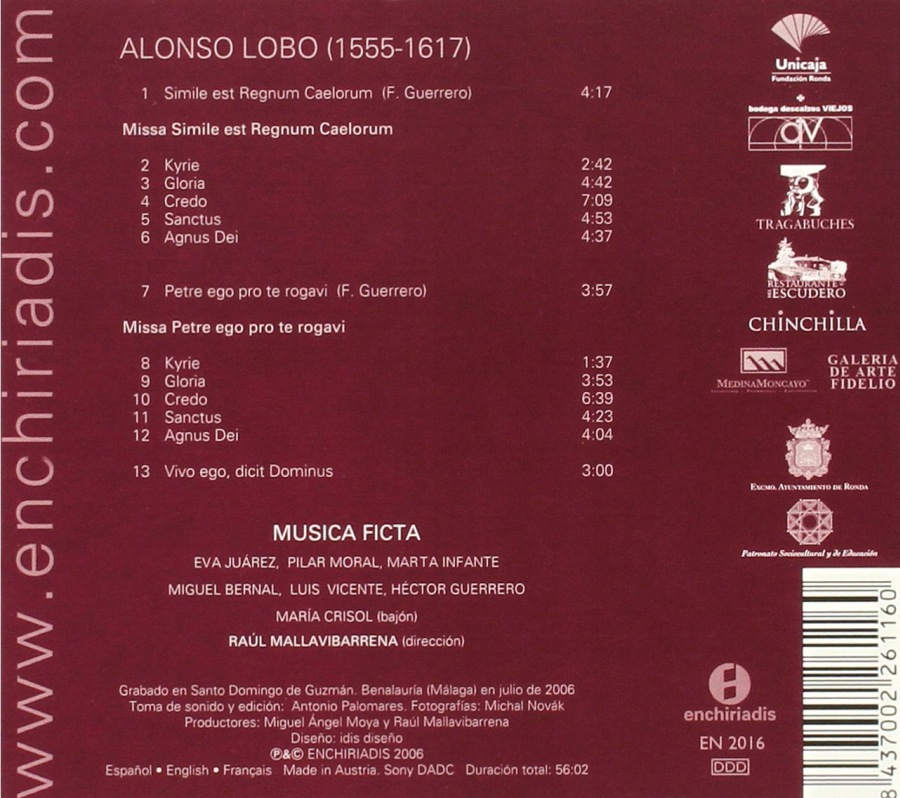 www.enchiriadis.com
ALONSO LOBO (1555-1617)
1 Simile est Regnum Caelorum (F. Guerrero) 4:17
Missa Simile est Regnum Caelorum
2 Kyrie 2:42
3 Gloria 4:42
4 Credo 7:09
5 Sanctus 4:53
6 Agnus Dei 4:37
7 Petre ego pro te rogavi (F. Guerrero) 3:57
Missa Petre ego pro te rogavi
8 Kyrie 1:37
9 Gloria 3:53
10 Credo 6:39
11 Sanctus 4:23
12 Agnus Dei 4:04
13 Vivo ego, dicit Dominus 3:00
MUSICA FICTA
EVA JUÁREZ, PILAR MORAL, MARTA INFANTE
MIGUEL BERNAL, LUIS VICENTE, HÉCTOR GUERRERO
MARÍA CRISOL (bajón)
RAÚL MALLAVIBARRENA (dirección)
Grabado en Santo Domingo de Guzmán. Benalauría (Málaga) en julio de 2006
Toma de sonido y edición: Antonio Palomares. Fotografías: Michal Novák
Productores: Miguel Ángel Moya y Raúl Mallavibarrena
Diseño: idis diseño
℗&© ENCHIRIADIS 2006
Español • English • Français Made in Austria. Sony DADC Duración total: 56:02
Unicaja
Fundación Ronda
+
bodega descalzos VIEJOS
dV
TRAGABUCHES
RESTAURANTE
ESCUDERO
CHINCHILLA
MEDINAMONCAYO
GALERIA
DE ARTE
FIDELIO
EXCMO. AYUNTAMIENTO DE RONDA
Patronato Sociocultural y de Educación
enchiriadis
EN 2016
DDD
8 437002 261160